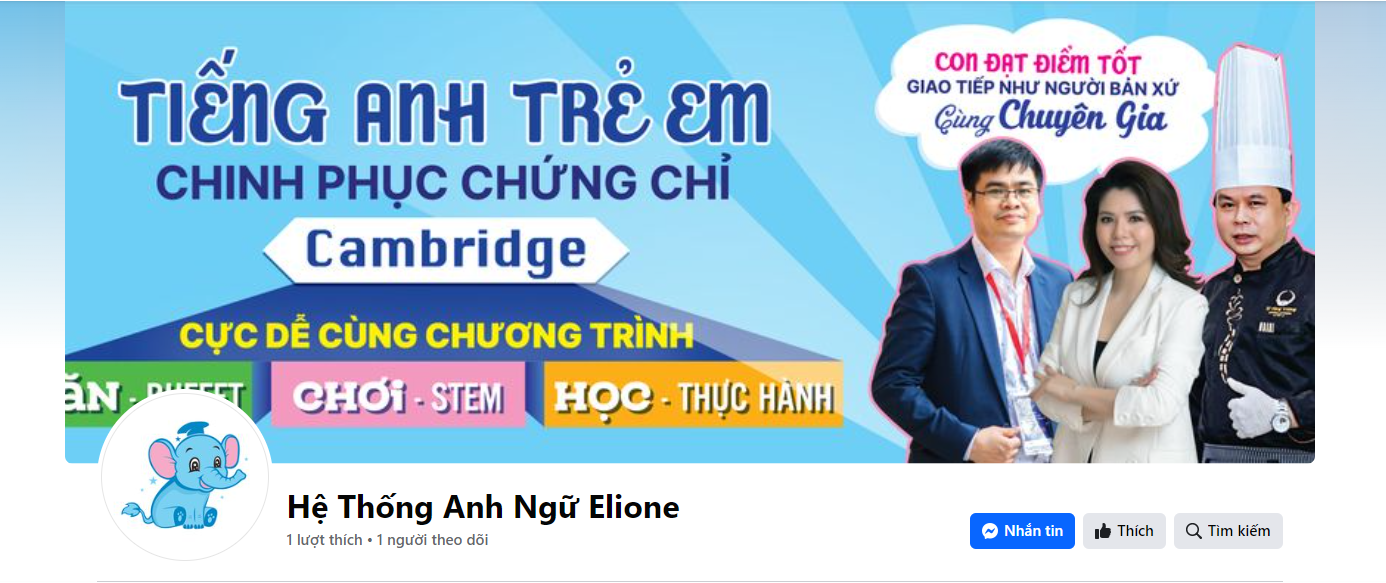 TIẾNG ANH TRẺ EM
CHINH PHỤC CHỨNG CHỈ
Cambridge
CỰC DỄ CÙNG CHƯƠNG TRÌNH
ĂN - BUFFET
CHƠI - STEM
HỌC - THỰC HÀNH
CON ĐẠT ĐIỂM TỐT
GIAO TIẾP NHƯ NGƯỜI BẢN XỨ
Cùng Chuyên Gia
Hệ Thống Anh Ngữ Elione
1 lượt thích • 1 người theo dõi
Nhắn tin
Thích
Tìm kiếm